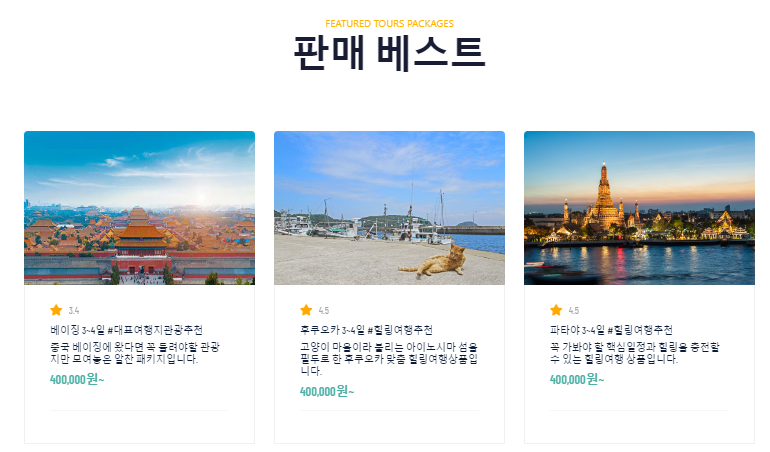 FEATURED TOURS PACKAGES
판매 베스트
3.4
베이징 3~4일 #대표여행지관광추천
중국 베이징에 왔다면 꼭 들려야할 관광
지만 모여놓은 알찬 패키지입니다.
400,000원~
4.5
후쿠오카 3~4일 #힐링여행추천
고양이 마을이라 불리는 아이노시마 섬을
필두로 한 후쿠오카 맞춤 힐링여행상품입
니다.
400,000원~
4.5
파타야 3~4일 #힐링여행추천
꼭 가봐야 할 핵심일정과 힐링을 충전할
수 있는 힐링여행 상품입니다.
400,000원~